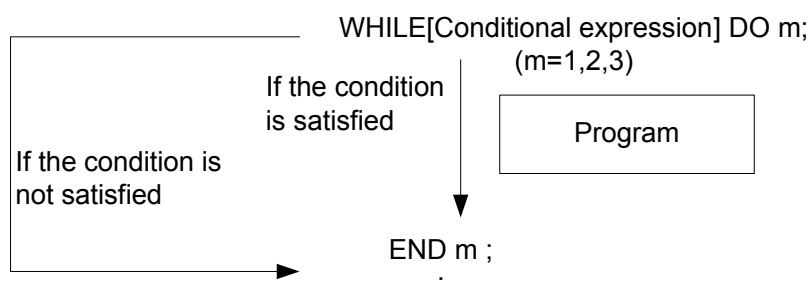 WHILE[Conditional expression] DO m;
(m=1,2,3)
If the condition
is satisfied
Program
If the condition is
not satisfied
END m ;
.